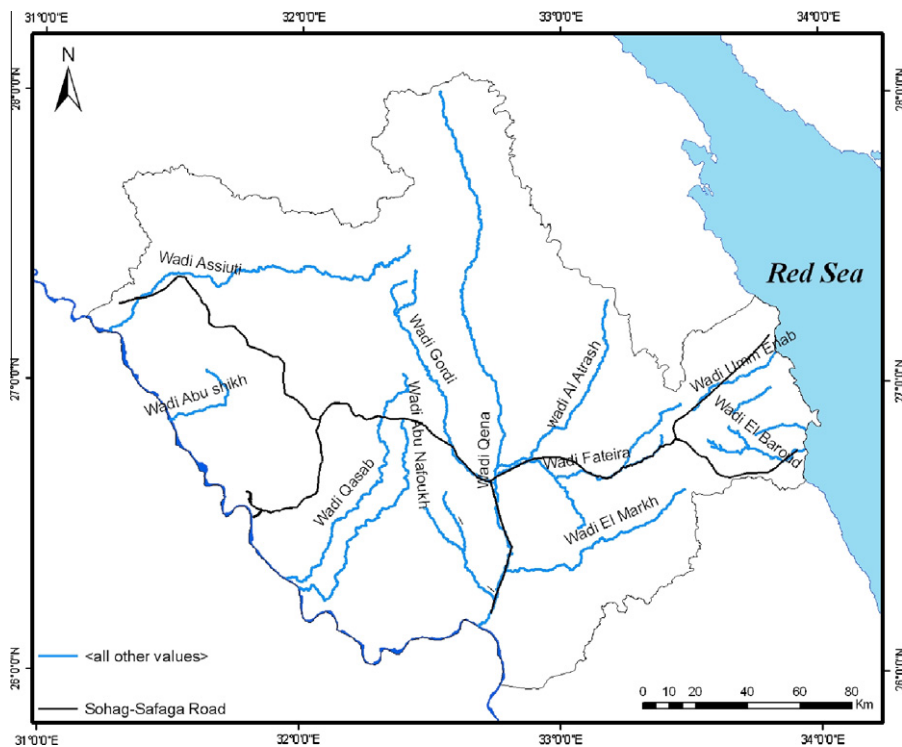 31°0'0"E
32°0'0"E
33°0'0"E
34°0'0"E
N
28°0'0"N
28°0'0"N
Wadi Assiuti
Red Sea
Wadi Gordi
Wadi Al Atrash
Wadi Umm Enab
27°0'0"N
27°0'0"N
Wadi Abu shikh
Wadi Abu Nafoukh
Wadi Qena
Wadi El Baroud
Wadi Fateira
Wadi Qasab
Wadi El Markh
<all other values>
26°0'0"N
26°0'0"N
Sohag-Safaga Road
0 5 10 20 40 60 80
Km
31°0'0"E
32°0'0"E
33°0'0"E
34°0'0"E